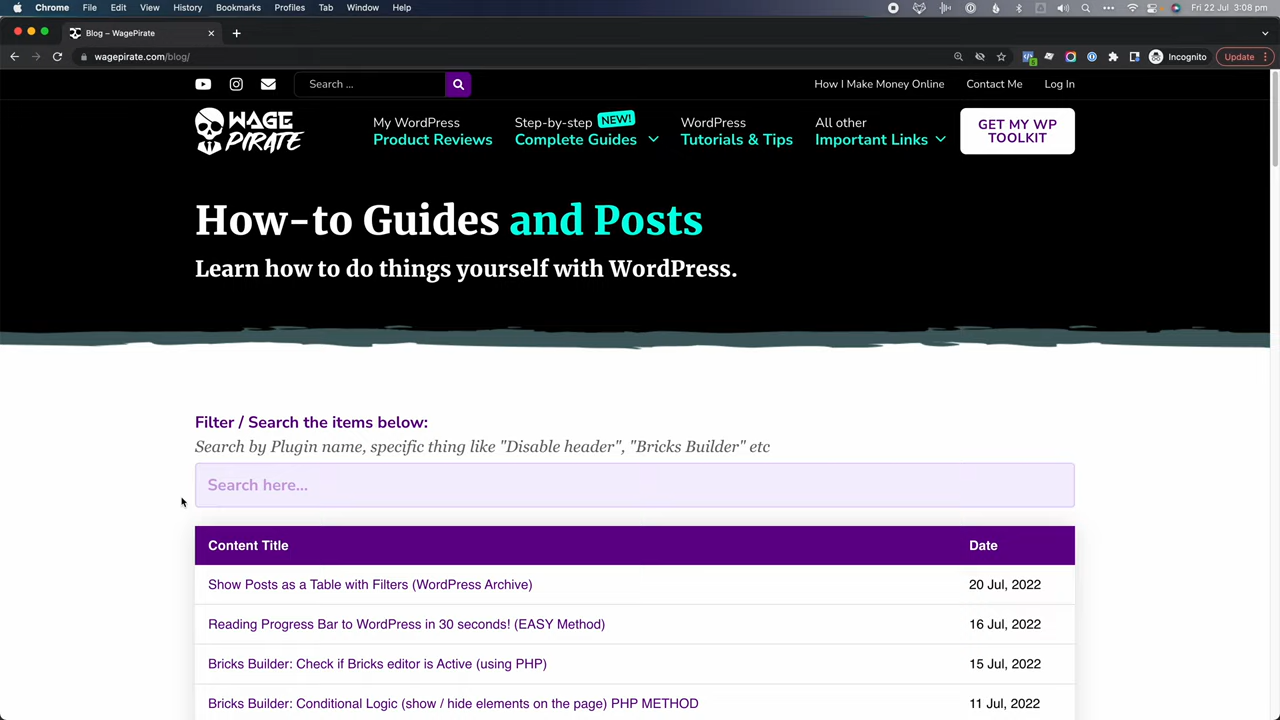 Chrome File Edit View History Bookmarks Profiles Tab Window Help
Fri 22 Jul 3:08 pm
Blog – WagePirate
wagepirate.com/blog/
Incognito
Update
Search ...
How I Make Money Online
Contact Me
Log In
WAGE
PIRATE
My WordPress
Product Reviews
Step-by-step NEW!
Complete Guides
WordPress
Tutorials & Tips
All other
Important Links
GET MY WP
TOOLKIT
How-to Guides and Posts
Learn how to do things yourself with WordPress.
Filter / Search the items below:
Search by Plugin name, specific thing like "Disable header", "Bricks Builder" etc
Search here...
Content Title Date
Show Posts as a Table with Filters (WordPress Archive) 20 Jul, 2022
Reading Progress Bar to WordPress in 30 seconds! (EASY Method) 16 Jul, 2022
Bricks Builder: Check if Bricks editor is Active (using PHP) 15 Jul, 2022
Bricks Builder: Conditional Logic (show / hide elements on the page) PHP METHOD 11 Jul, 2022